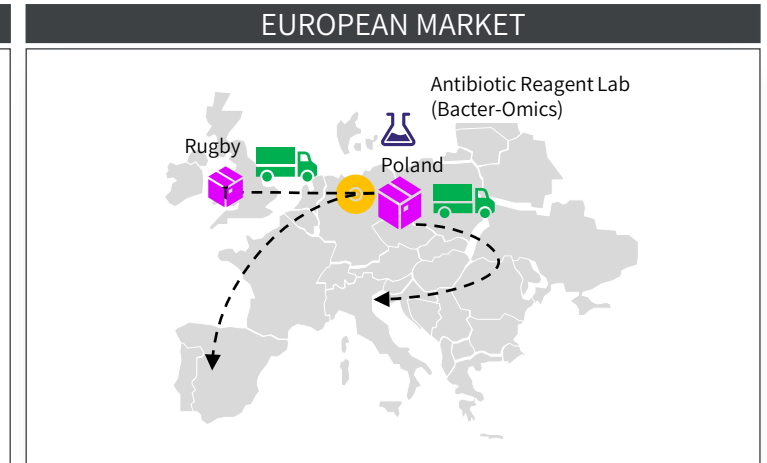 EUROPEAN MARKET
Antibiotic Reagent Lab
(Bacter-Omics)
Rugby
Poland